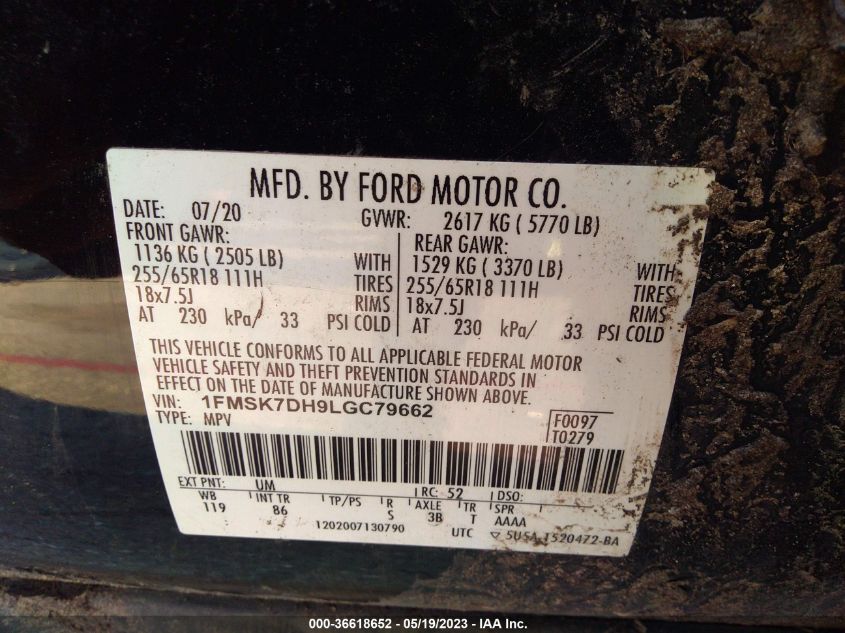 MFD. BY FORD MOTOR CO.
DATE: 07/20 GVWR: 2617 KG ( 5770 LB)
FRONT GAWR: REAR GAWR:
1136 KG ( 2505 LB) WITH 1529 KG ( 3370 LB) WITH
255/65R18 111H TIRES 255/65R18 111H TIRES
18x7.5J RIMS 18x7.5J RIMS
AT 230 kPa/ 33 PSI COLD AT 230 kPa/ 33 PSI COLD
THIS VEHICLE CONFORMS TO ALL APPLICABLE FEDERAL MOTOR
VEHICLE SAFETY AND THEFT PREVENTION STANDARDS IN
EFFECT ON THE DATE OF MANUFACTURE SHOWN ABOVE.
VIN: 1FMSK7DH9LGC79662 F0097
TYPE: MPV T0279
EXT PNT: UM RC: 52 DSO:
WB INT TR TP/PS R AXLE TR SPR
119 86 S 3B T AAAA
1202007130790 UTC ▽ 5U5A-1520472-BA
000-36618652 - 05/19/2023 - IAA Inc.